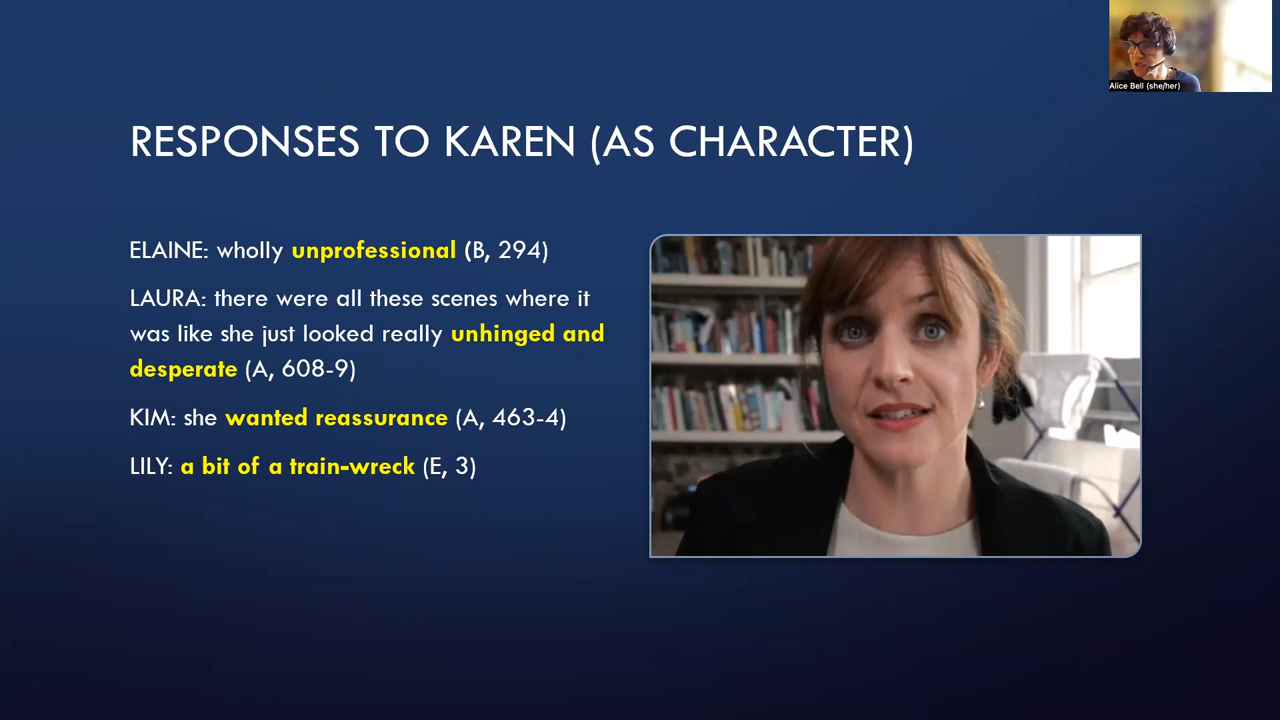 Alice Bell (she/her)
RESPONSES TO KAREN (AS CHARACTER)
ELAINE: wholly unprofessional (B, 294)
LAURA: there were all these scenes where it
was like she just looked really unhinged and
desperate (A, 608-9)
KIM: she wanted reassurance (A, 463-4)
LILY: a bit of a train-wreck (E, 3)